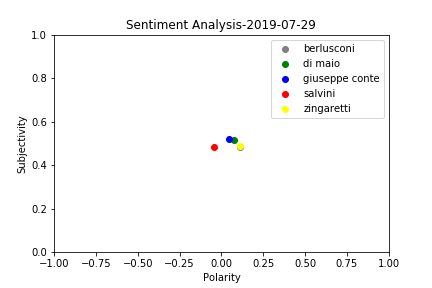 Sentiment Analysis-2019-07-29
berlusconi
di maio
giuseppe conte
salvini
zingaretti
Subjectivity
1.0
0.8
0.6
0.4
0.2
0.0
−1.00 −0.75 −0.50 −0.25 0.00 0.25 0.50 0.75 1.00
Polarity